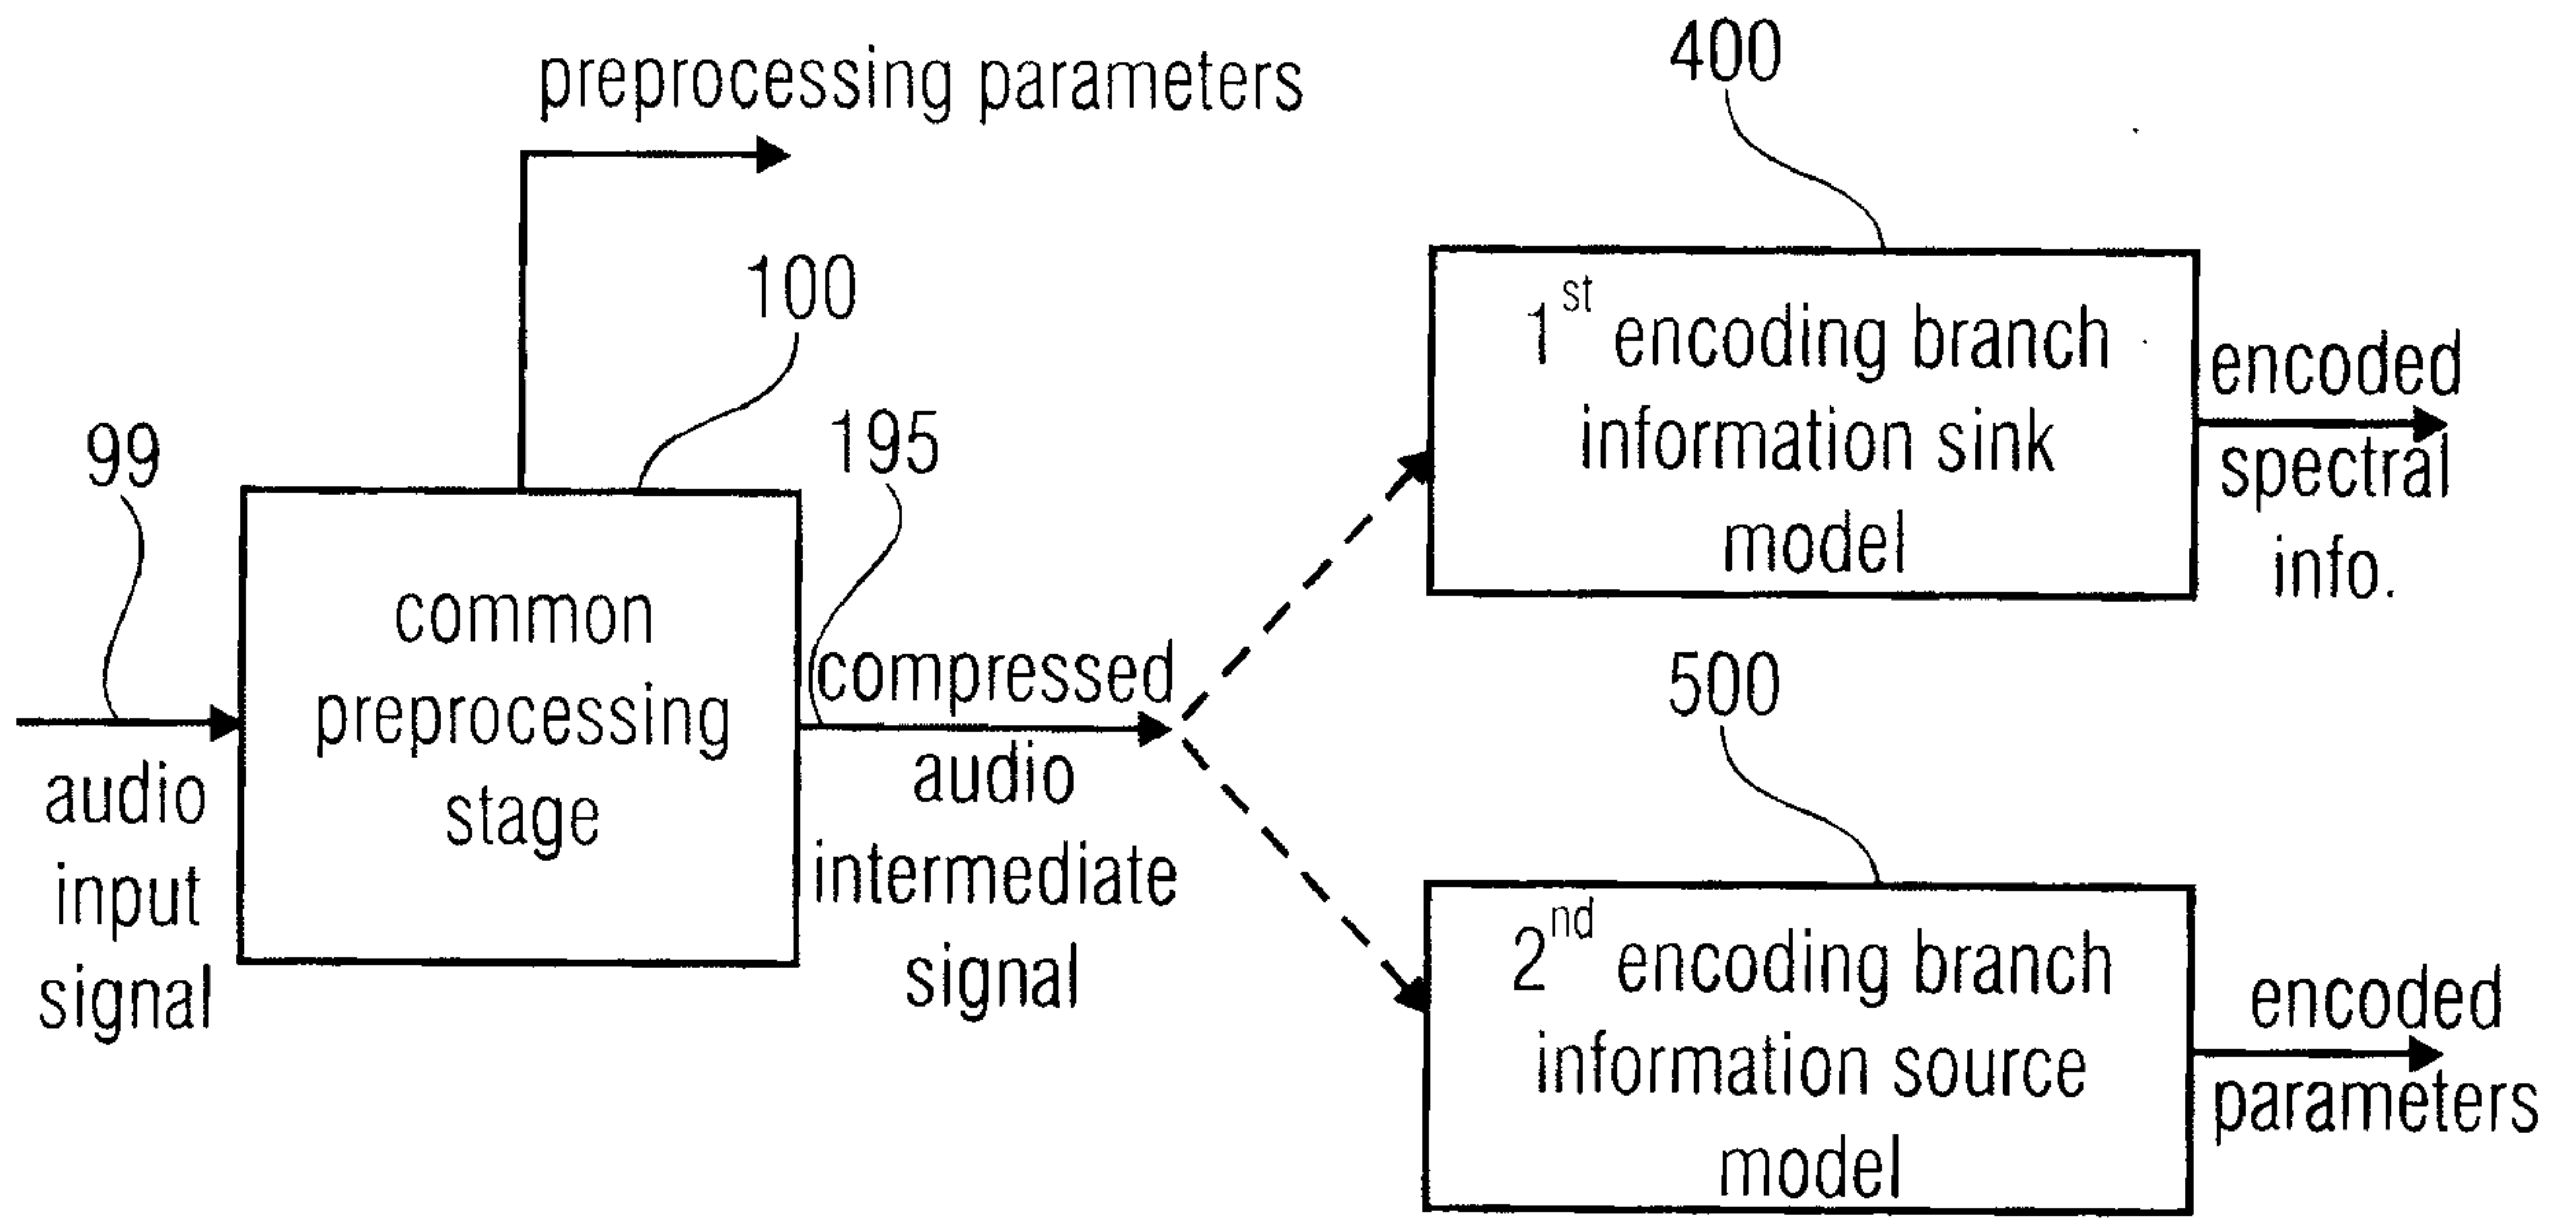 preprocessing parameters
400
100
1st encoding branch
information sink
model
encoded
spectral
info.
99
195
common
preprocessing
stage
audio
input
signal
compressed
audio
intermediate
signal
500
2nd encoding branch
information source
model
encoded
parameters